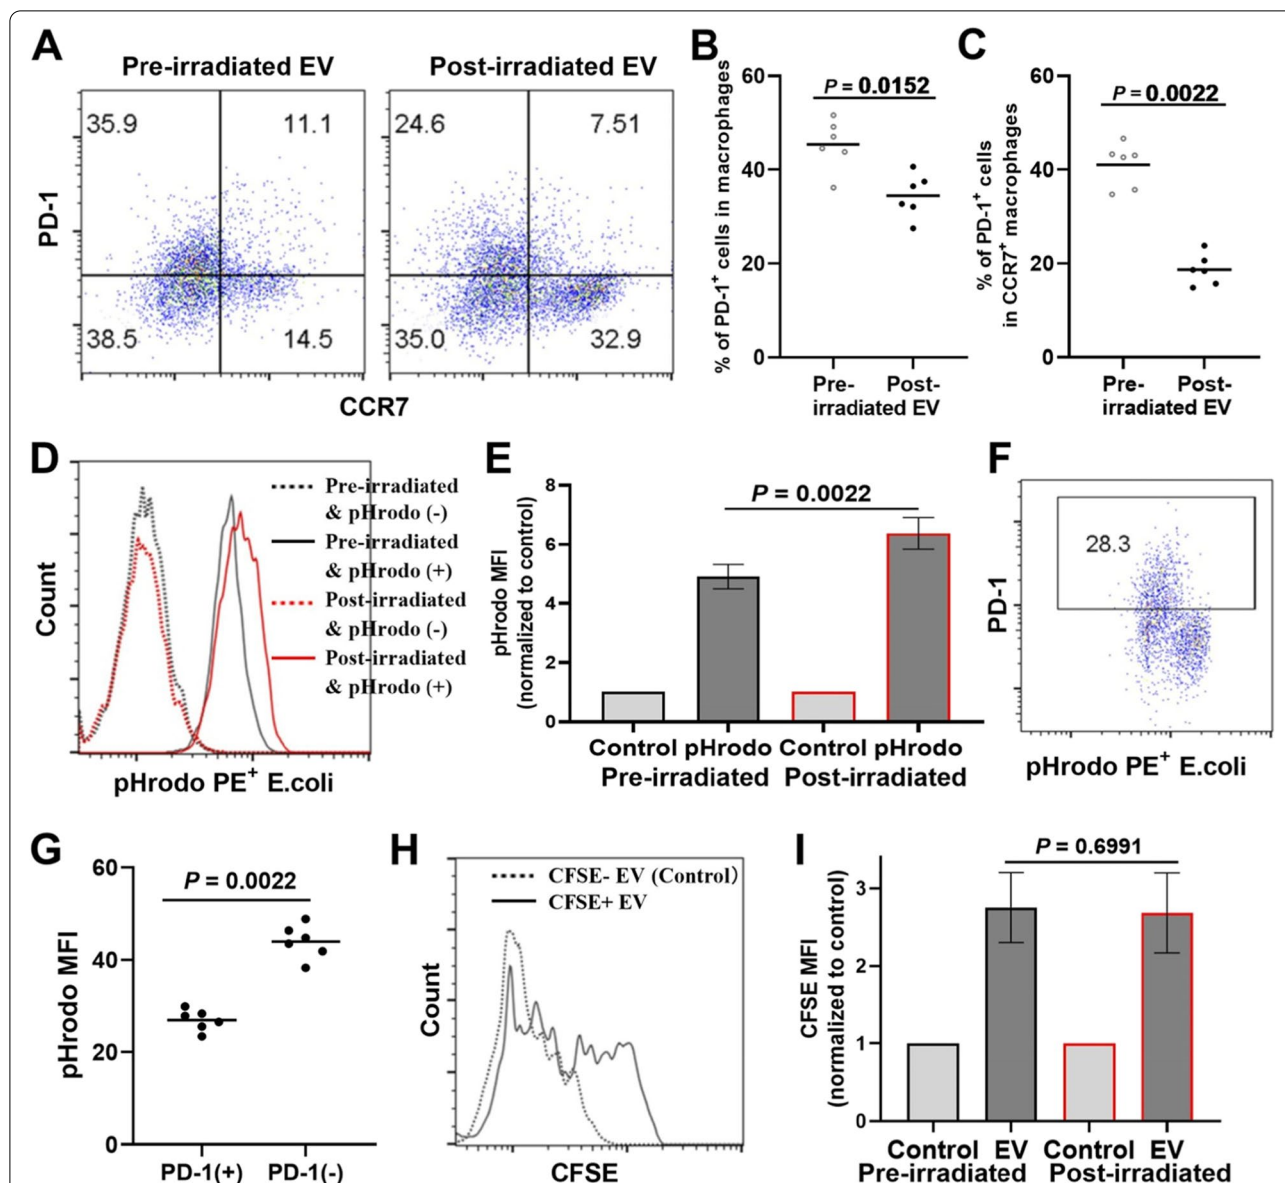 A
Pre-irradiated EV
Post-irradiated EV
35.9
11.1
38.5
14.5
24.6
7.51
35.0
32.9
PD-1
CCR7
B
% of PD-1+ cells in macrophages
60
40
20
0
P = 0.0152
Pre-
Post-
irradiated EV
C
% of PD-1+ cells
in CCR7+ macrophages
60
40
20
0
P = 0.0022
Pre-
Post-
irradiated EV
D
Count
Pre-irradiated
& pHrodo (-)
Pre-irradiated
& pHrodo (+)
Post-irradiated
& pHrodo (-)
Post-irradiated
& pHrodo (+)
pHrodo PE+ E.coli
E
pHrodo MFI
(normalized to control)
8
6
4
2
0
P = 0.0022
Control pHrodo Control pHrodo
Pre-irradiated Post-irradiated
F
PD-1
28.3
pHrodo PE+ E.coli
G
pHrodo MFI
60
40
20
0
P = 0.0022
PD-1(+) PD-1(-)
H
Count
CFSE- EV (Control)
CFSE+ EV
CFSE
I
CFSE MFI
(normalized to control)
3
2
1
0
P = 0.6991
Control EV Control EV
Pre-irradiated Post-irradiated